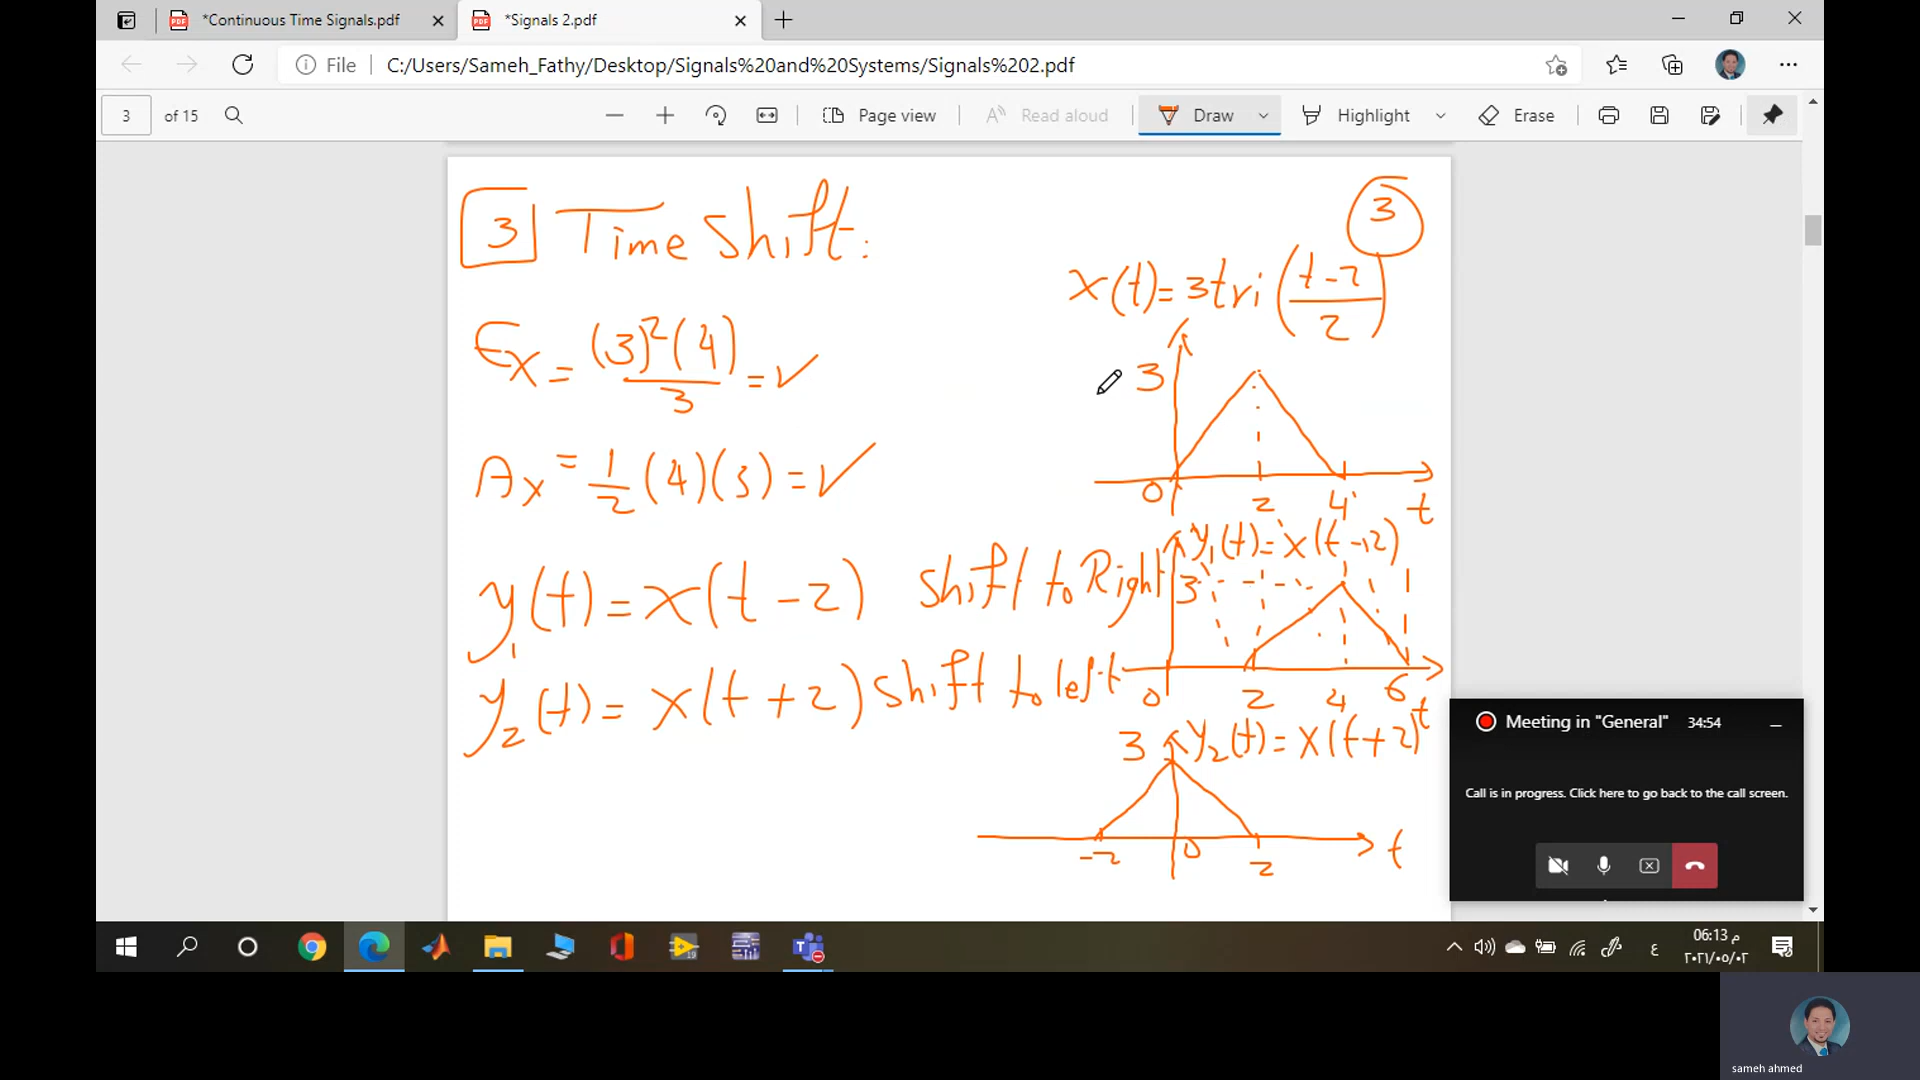 *Continuous Time Signals.pdf
*Signals 2.pdf
File
C:/Users/Sameh_Fathy/Desktop/Signals%20and%20Systems/Signals%202.pdf
3 of 15
Page view
Read aloud
Draw
Highlight
Erase
3 Time Shift:
3
x(t)=3tri((t-2)/2)
Ex = (3)²(4)/3 = ✓
3
0 2 4 t
Ax = 1/2 (4)(3) = ✓
y₁(t)=x(t-2)
3
0 2 4 6 t
y₁(t) = x(t-2) shift to Right
y₂(t) = x(t+2) shift to left
3 y₂(t)=x(t+2)
-2 0 2 t
Meeting in "General" 34:54
Call is in progress. Click here to go back to the call screen.
19
ع
06:13 م
٢٠٢١/٠٥/٠٢
sameh ahmed